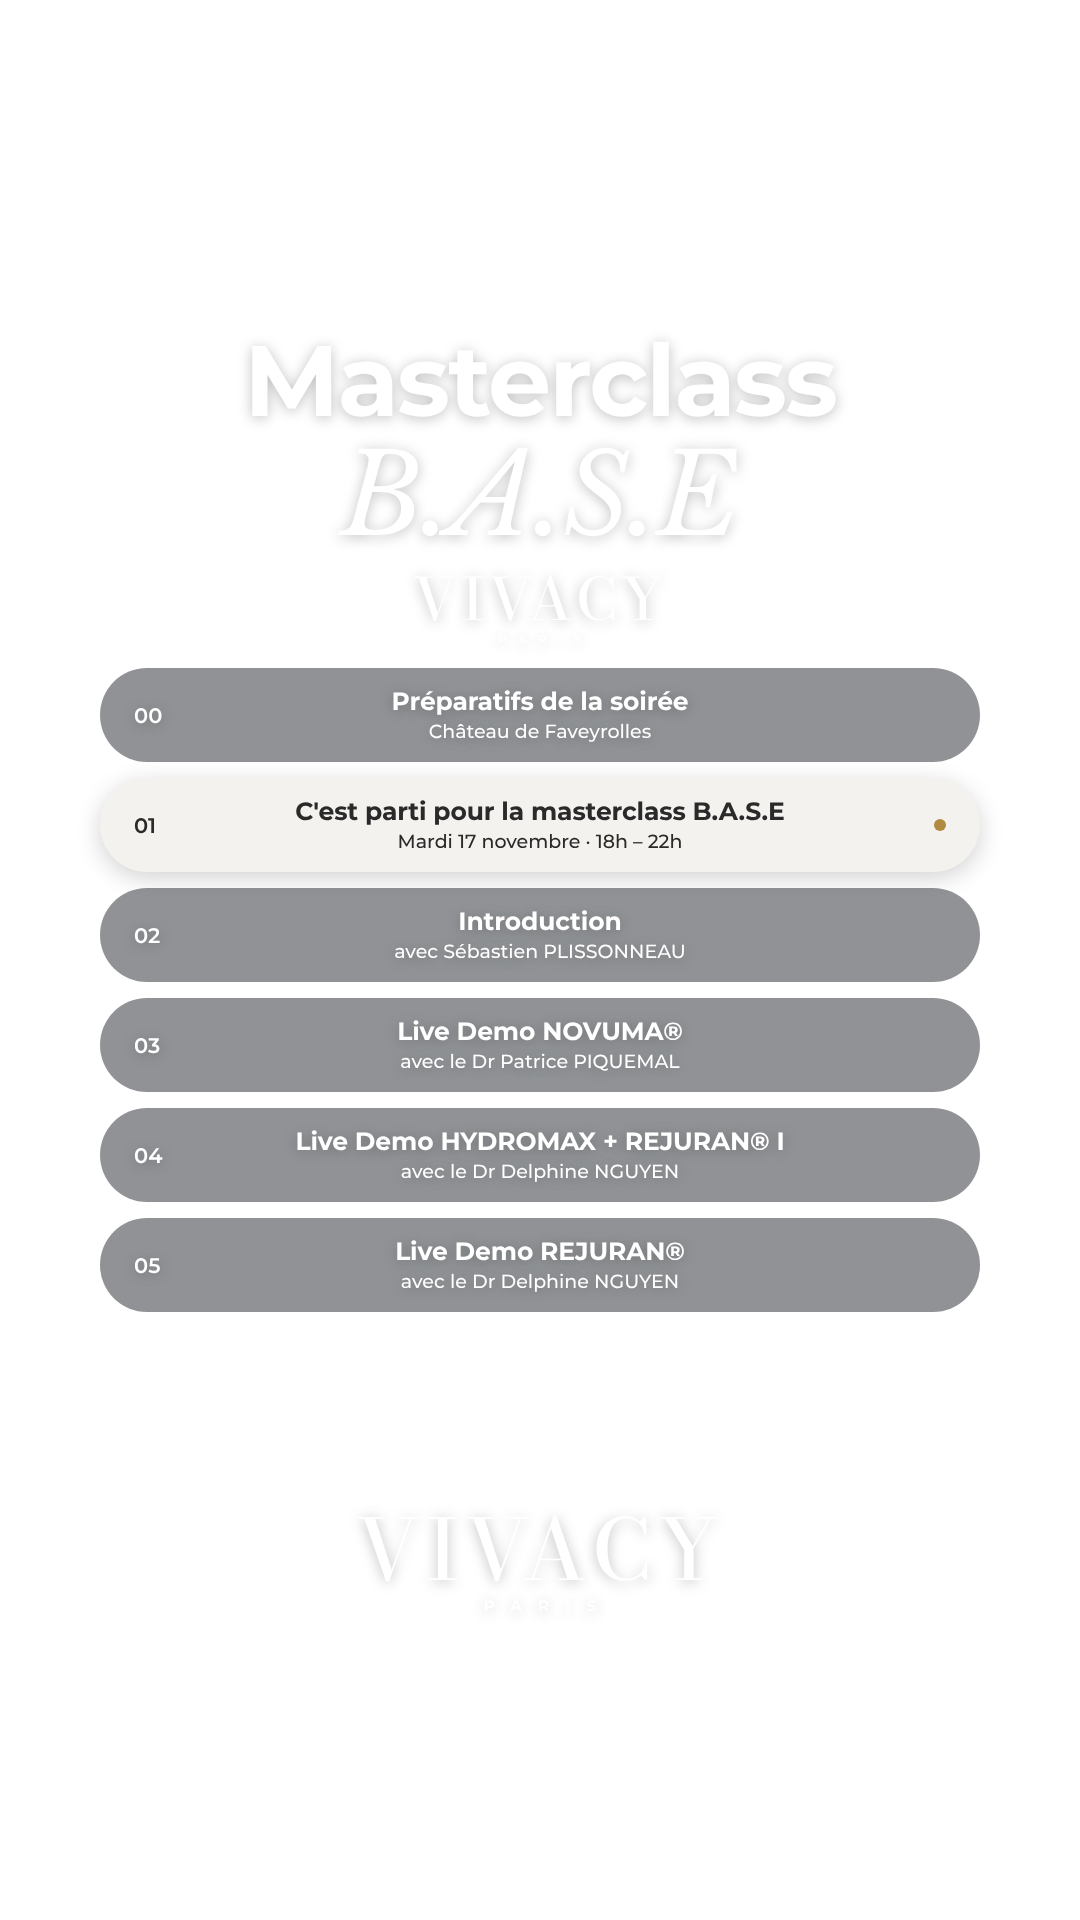 Masterclass
B.A.S.E
VIVACY
00
Préparatifs de la soirée
Château de Faveyrolles
01
C'est parti pour la masterclass B.A.S.E
Mardi 17 novembre · 18h – 22h
02
Introduction
avec Sébastien PLISSONNEAU
03
Live Demo NOVUMA®
avec le Dr Patrice PIQUEMAL
04
Live Demo HYDROMAX + REJURAN® I
avec le Dr Delphine NGUYEN
05
Live Demo REJURAN®
avec le Dr Delphine NGUYEN
VIVACY
PARIS